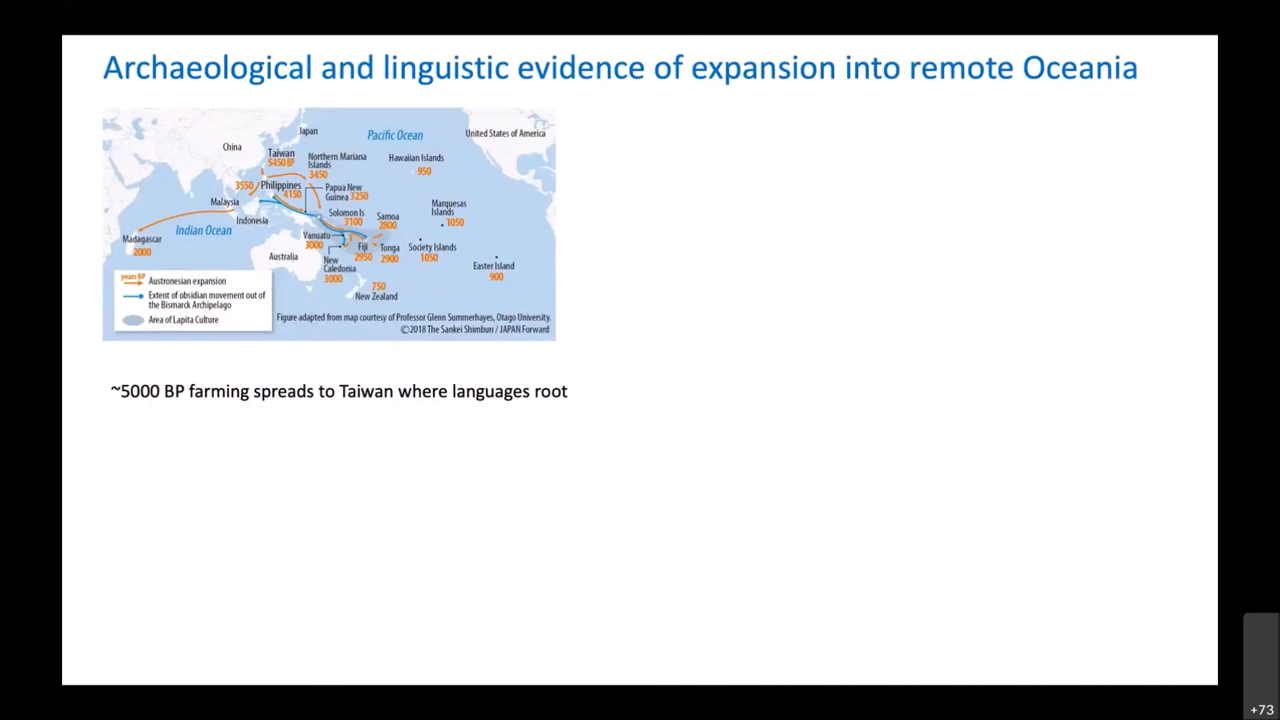 Archaeological and linguistic evidence of expansion into remote Oceania
Japan
Pacific Ocean
United States of America
China
Taiwan
5450 BP
Northern Mariana
Islands
3450
Hawaiian Islands
950
3550
Philippines
4150
Papua New
Guinea 3250
Malaysia
Marquesas
Islands
1050
Solomon Is
3100
Samoa
2800
Indonesia
Indian Ocean
Madagascar
2000
Vanuatu
3000
Fiji
2950
Tonga
2900
Society Islands
1050
Australia
New
Caledonia
3000
Easter Island
900
750
New Zealand
years BP
Austronesian expansion
Extent of obsidian movement out of
the Bismarck Archipelago
Area of Lapita Culture
Figure adapted from map courtesy of Professor Glenn Summerhayes, Otago University.
©2018 The Sankei Shimbun / JAPAN Forward
~5000 BP farming spreads to Taiwan where languages root
+73